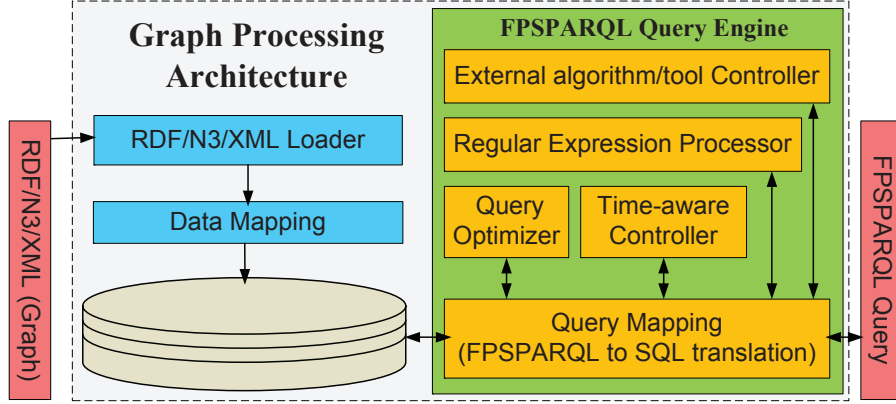 Graph Processing
Architecture
FPSPARQL Query Engine
External algorithm/tool Controller
RDF/N3/XML Loader
Regular Expression Processor
Data Mapping
Query
Optimizer
Time-aware
Controller
Query Mapping
(FPSPARQL to SQL translation)
RDF/N3/XML (Graph)
FPSPARQL Query